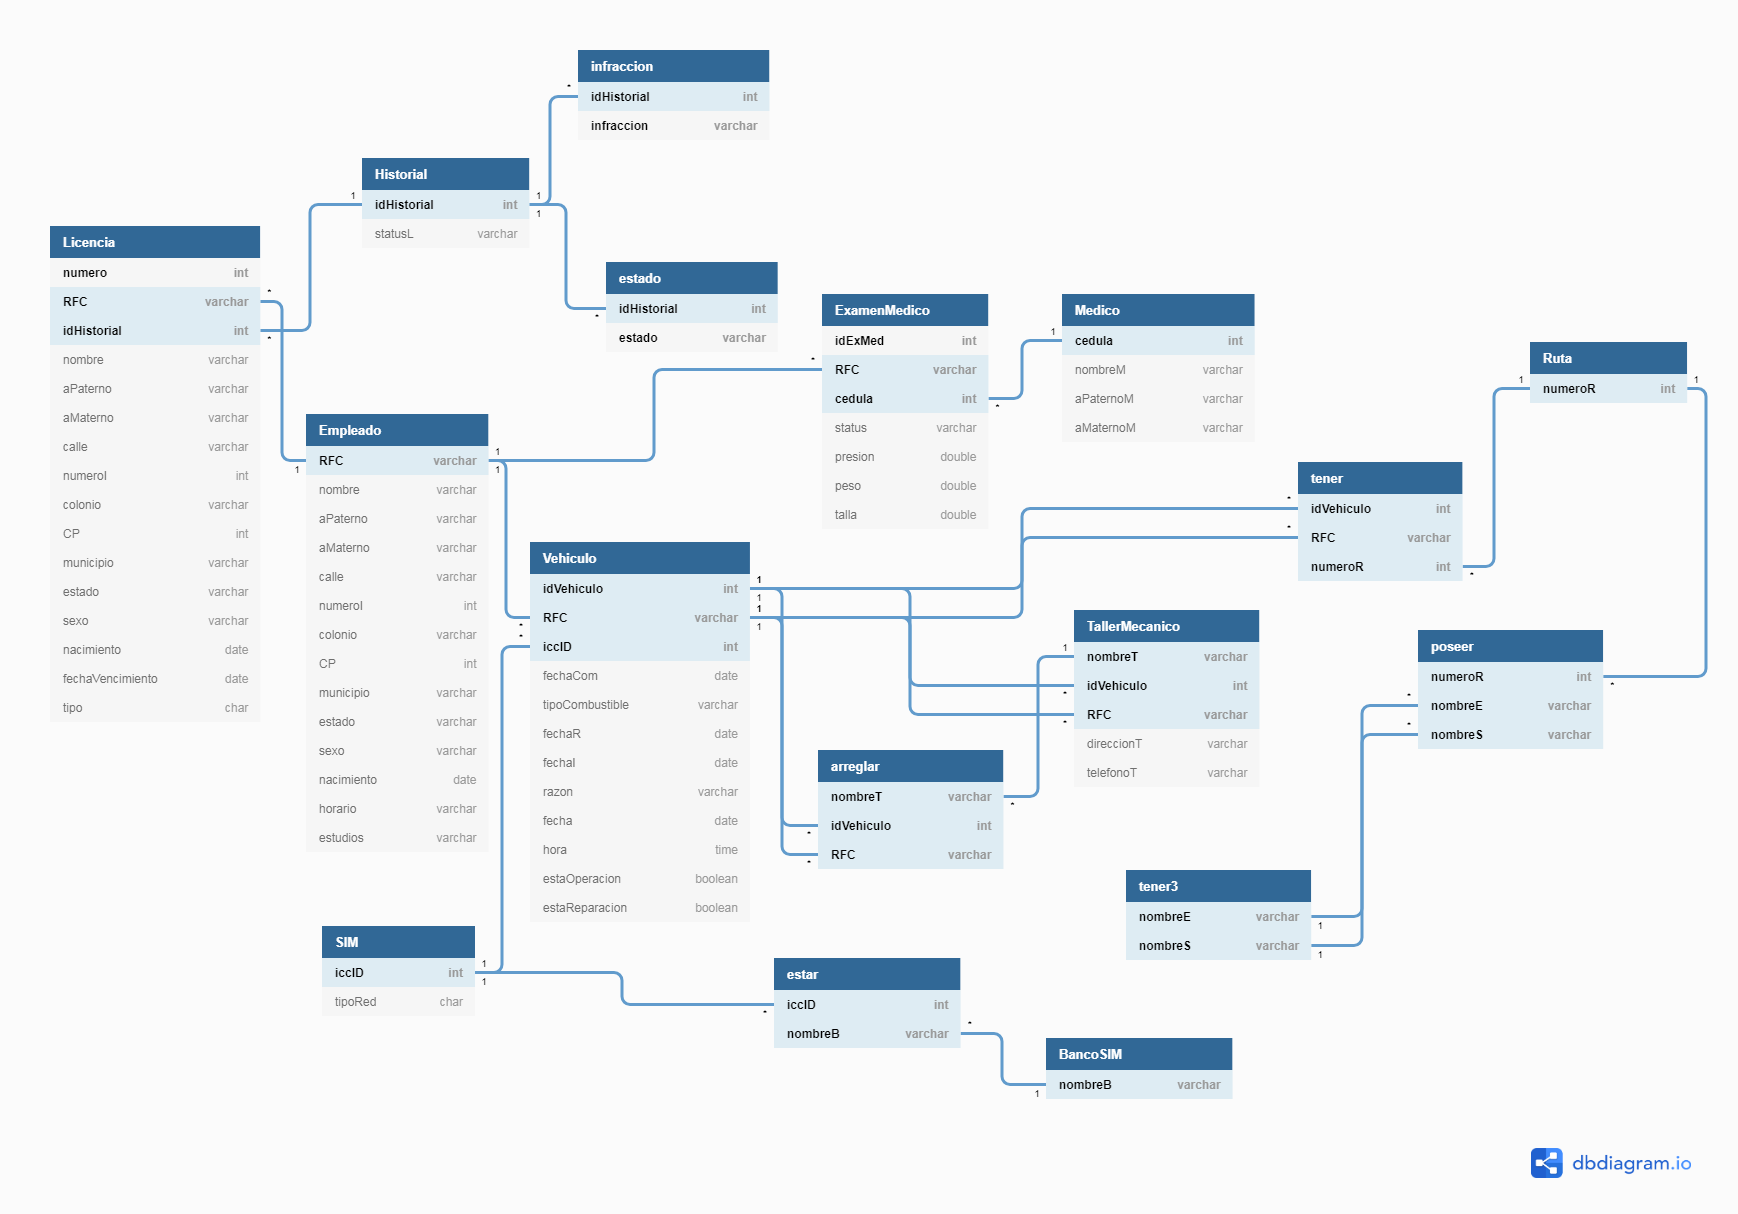 infraccion
idHistorial int
infraccion varchar
Historial
idHistorial int
statusL varchar
Licencia
numero int
RFC varchar
idHistorial int
nombre varchar
aPaterno varchar
aMaterno varchar
calle varchar
numeroI int
colonio varchar
CP int
municipio varchar
estado varchar
sexo varchar
nacimiento date
fechaVencimiento date
tipo char
estado
idHistorial int
estado varchar
ExamenMedico
idExMed int
RFC varchar
cedula int
status varchar
presion double
peso double
talla double
Medico
cedula int
nombreM varchar
aPaternoM varchar
aMaternoM varchar
Ruta
numeroR int
Empleado
RFC varchar
nombre varchar
aPaterno varchar
aMaterno varchar
calle varchar
numeroI int
colonio varchar
CP int
municipio varchar
estado varchar
sexo varchar
nacimiento date
horario varchar
estudios varchar
tener
idVehiculo int
RFC varchar
numeroR int
Vehiculo
idVehiculo int
RFC varchar
iccID int
fechaCom date
tipoCombustible varchar
fechaR date
fechaI date
razon varchar
fecha date
hora time
estaOperacion boolean
estaReparacion boolean
TallerMecanico
nombreT varchar
idVehiculo int
RFC varchar
direccionT varchar
telefonoT varchar
poseer
numeroR int
nombreE varchar
nombreS varchar
arreglar
nombreT varchar
idVehiculo int
RFC varchar
tener3
nombreE varchar
nombreS varchar
SIM
iccID int
tipoRed char
estar
iccID int
nombreB varchar
BancoSIM
nombreB varchar
dbdiagram.io